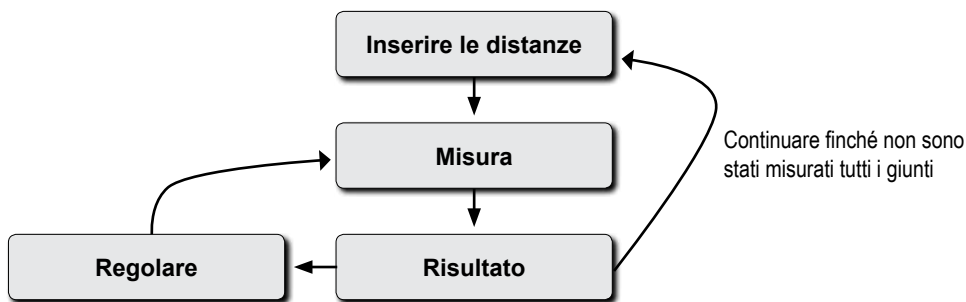 Inserire le distanze
Misura
Continuare finché non sono
stati misurati tutti i giunti
Regolare
Risultato